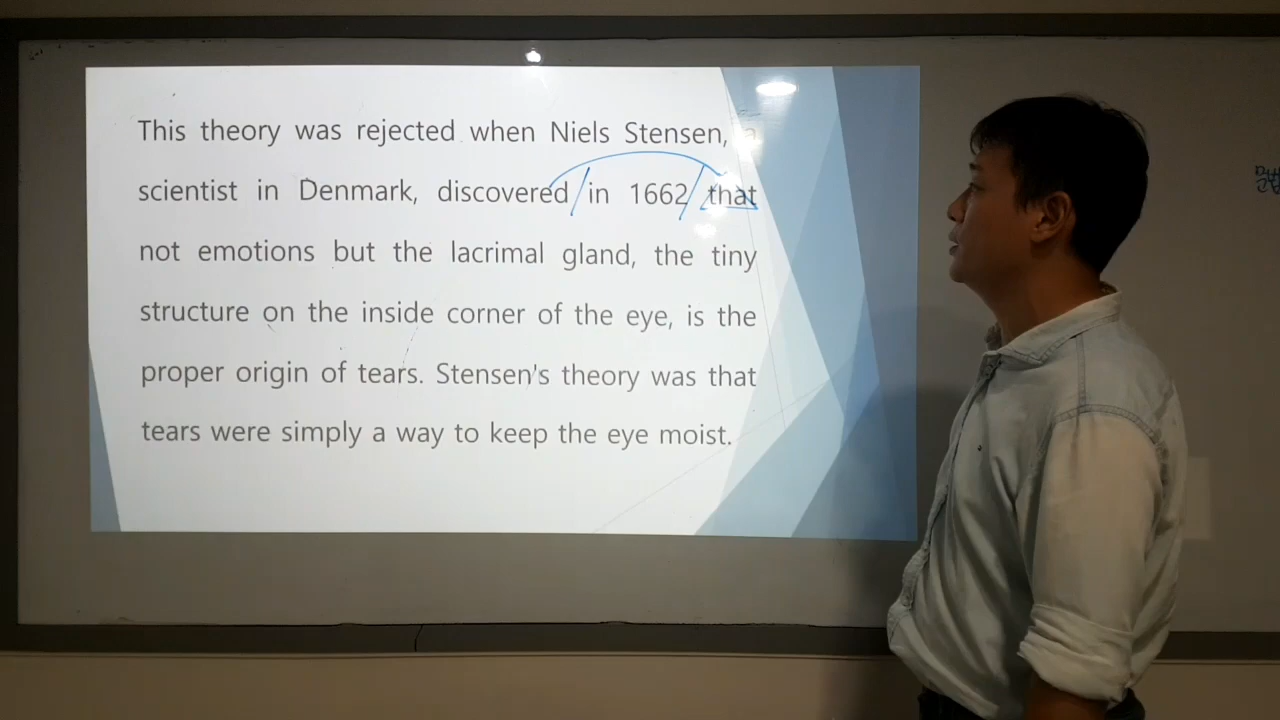 This theory was rejected when Niels Stensen, a
scientist in Denmark, discovered in 1662 that
not emotions but the lacrimal gland, the tiny
structure on the inside corner of the eye, is the
proper origin of tears. Stensen's theory was that
tears were simply a way to keep the eye moist.